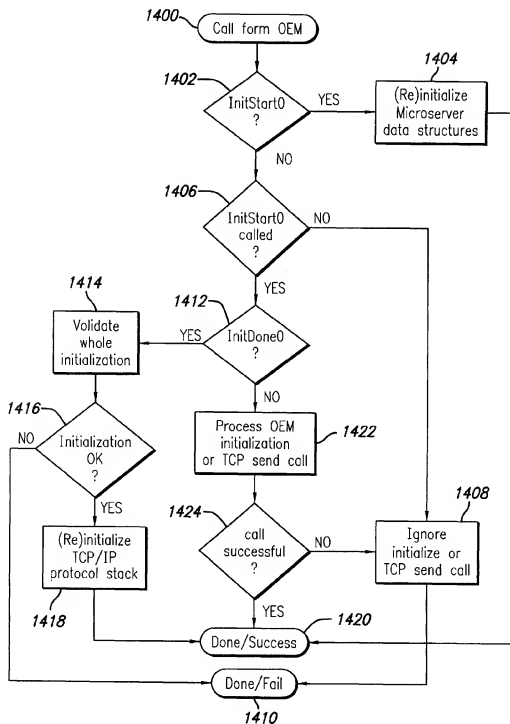 1400
Call form OEM
1402
InitStart0
?
YES
1404
(Re)initialize
Microserver
data structures
NO
1406
InitStart0
called
?
NO
YES
1414
Volidate
whole
initialization
1412
InitDone0
?
YES
NO
1416
Initialization
OK
?
NO
YES
Process OEM
initialization
or TCP send call
1422
1424
call
successful
?
NO
YES
1408
Ignore
initialize or
TCP send call
(Re)initialize
TCP/IP
protocol stack
1418
Done/Success
1420
Done/Fail
1410